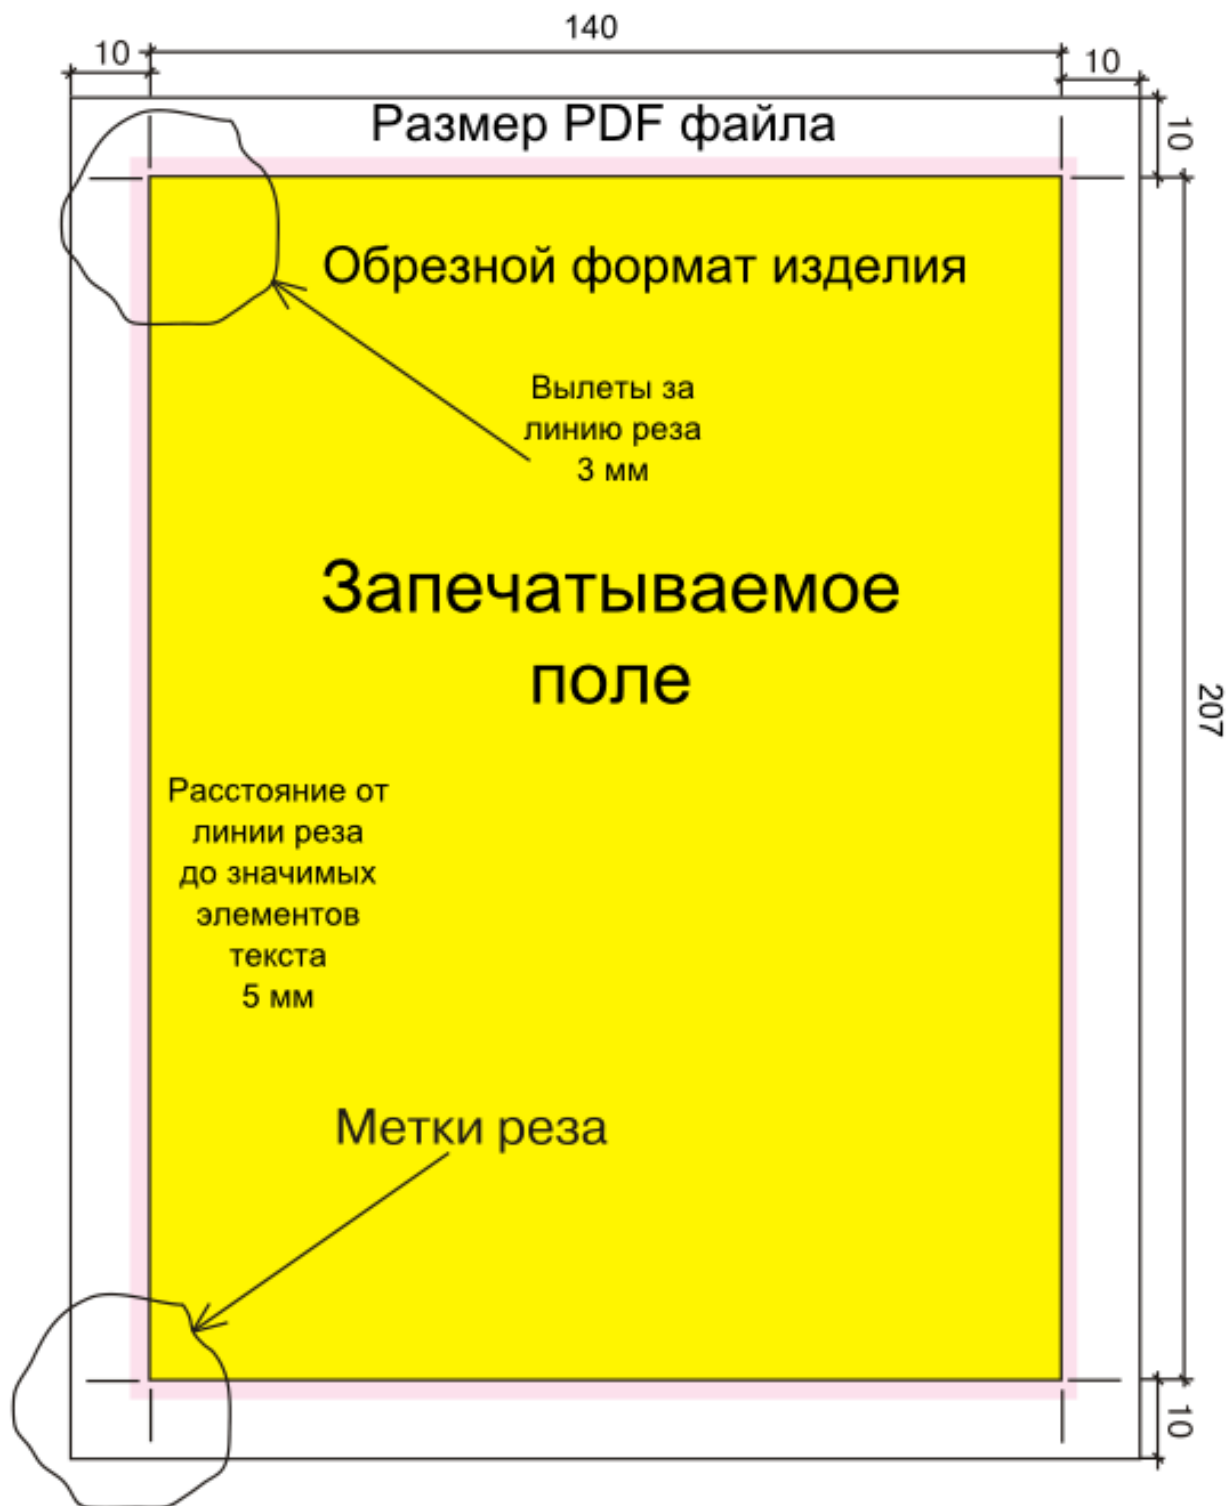 140
10
10
Размер PDF файла
10
Обрезной формат изделия
Вылеты за
линию реза
3 мм
Запечатываемое
поле
207
Расстояние от
линии реза
до значимых
элементов
текста
5 мм
Метки реза
10